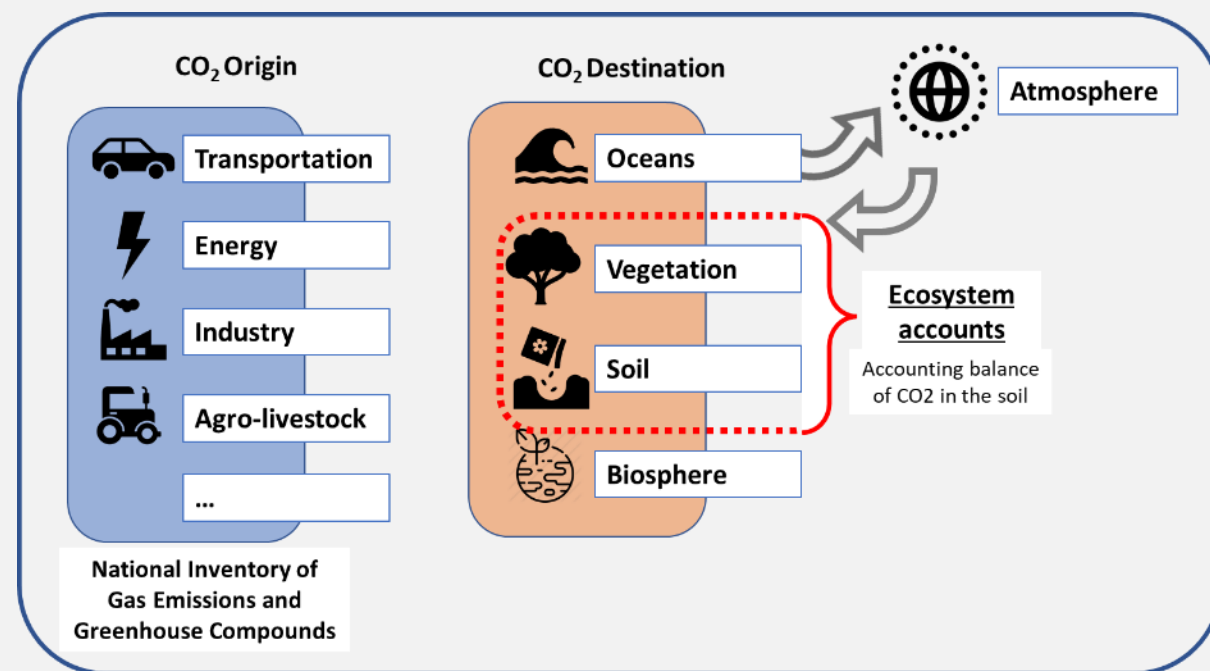 CO₂ Origin
Transportation
Energy
Industry
Agro-livestock
...
National Inventory of
Gas Emissions and
Greenhouse Compounds
CO₂ Destination
Oceans
Vegetation
Soil
Biosphere
Atmosphere
Ecosystem
accounts
Accounting balance
of CO2 in the soil